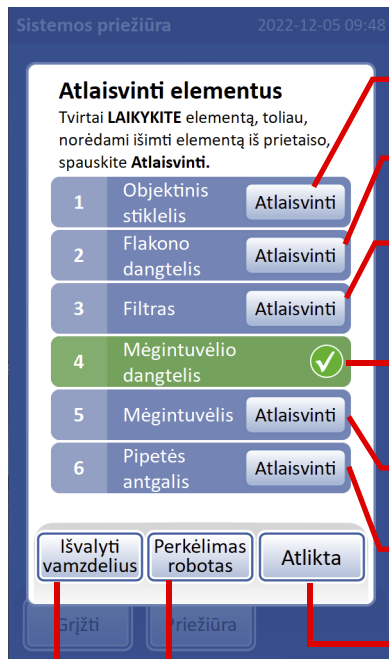 Sistemos priežiūra 2022-12-05 09:48
Atlaisvinti elementus
Tvirtai LAIKYKITE elementą, toliau,
norėdami išimti elementą iš prietaiso,
spauskite Atlaisvinti.
1 Objektinis stiklelis Atlaisvinti
2 Flakono dangtelis Atlaisvinti
3 Filtras Atlaisvinti
4 Mėgintuvėlio dangtelis
5 Mėgintuvėlis Atlaisvinti
6 Pipetės antgalis Atlaisvinti
Išvalyti
vamzdelius
Perkėlimas
robotas
Atlikta
Grįžti
Priežiūra